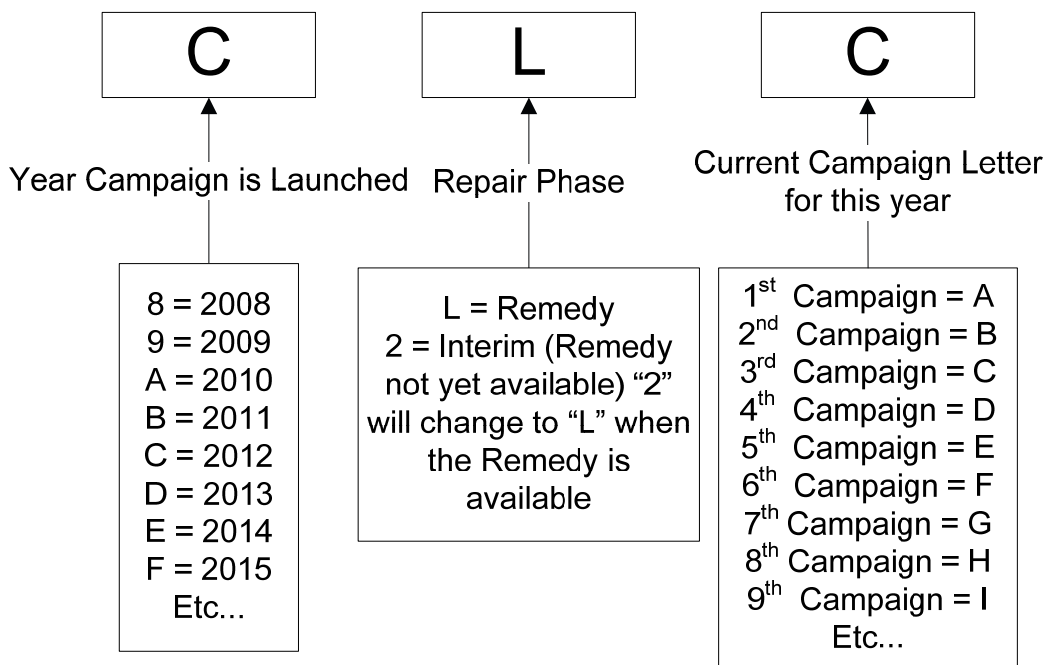 C
L
C
Year Campaign is Launched
Repair Phase
Current Campaign Letter
for this year
8 = 2008
9 = 2009
A = 2010
B = 2011
C = 2012
D = 2013
E = 2014
F = 2015
Etc...
L = Remedy
2 = Interim (Remedy
not yet available) “2”
will change to “L” when
the Remedy is
available
1st Campaign = A
2nd Campaign = B
3rd Campaign = C
4th Campaign = D
5th Campaign = E
6th Campaign = F
7th Campaign = G
8th Campaign = H
9th Campaign = I
Etc...